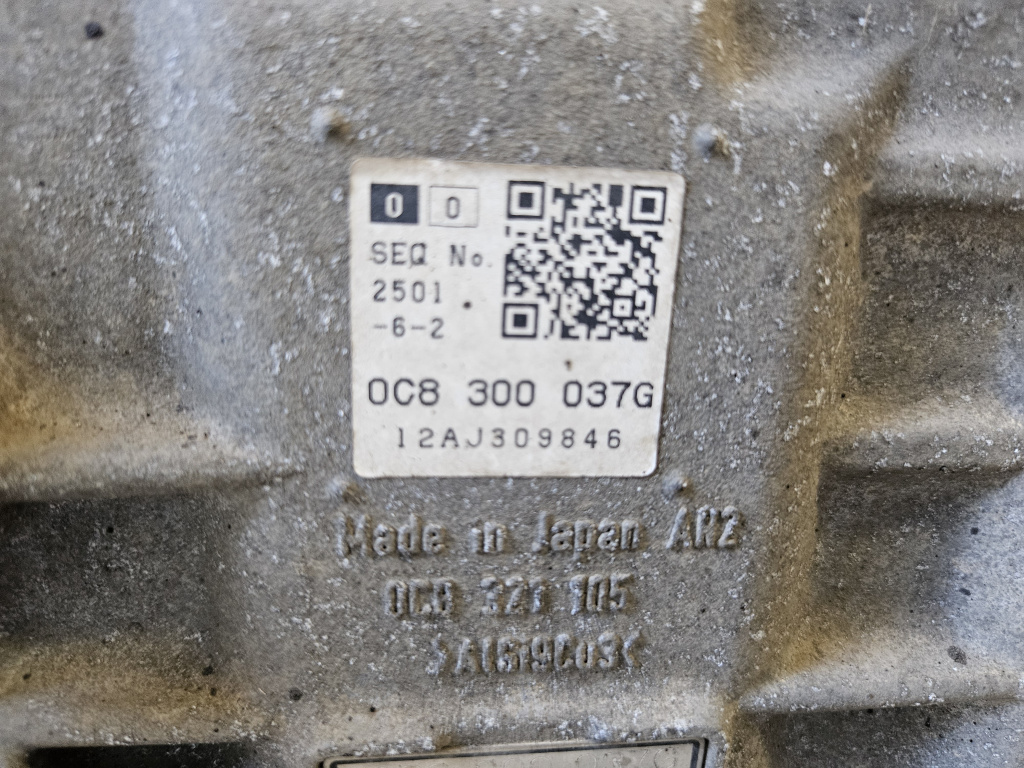 0 0
SEQ No.
2501
-6-2
0C8 300 037G
12AJ309846
Made in Japan AR2
0C8 321 105